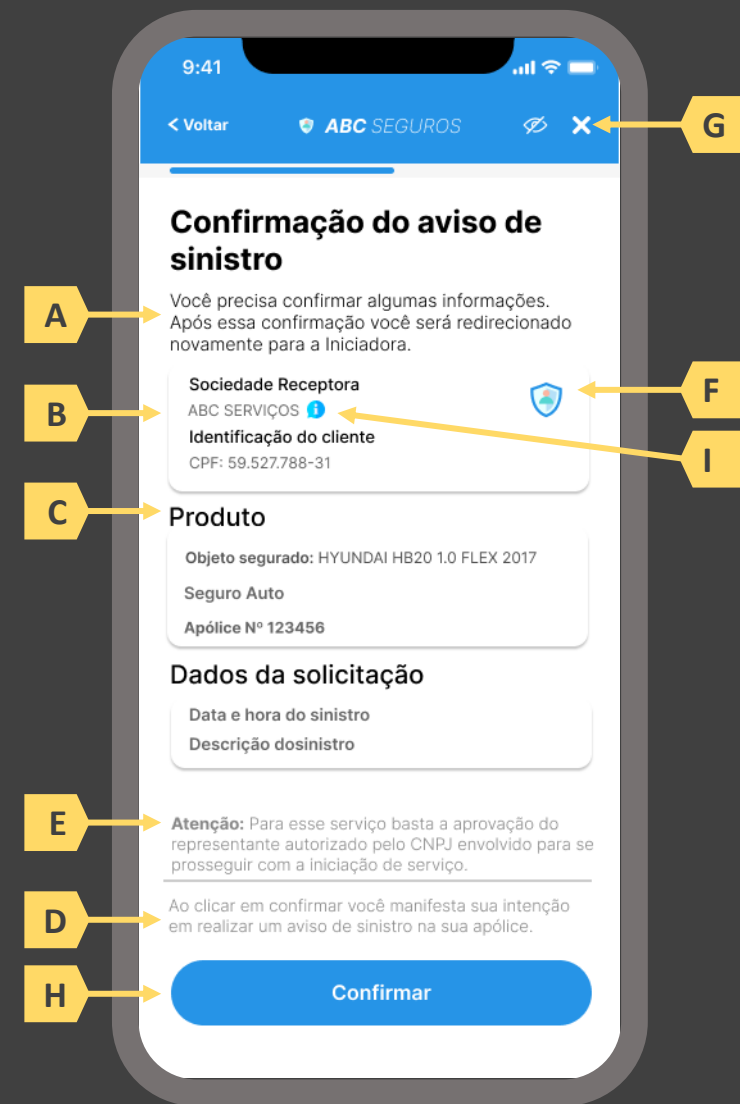 9:41
< Voltar
ABC SEGUROS
G
Confirmação do aviso de
sinistro
A
Você precisa confirmar algumas informações.
Após essa confirmação você será redirecionado
novamente para a Iniciadora.
B
Sociedade Receptora
ABC SERVIÇOS
F
Identificação do cliente
CPF: 59.527.788-31
I
C
Produto
Objeto segurado: HYUNDAI HB20 1.0 FLEX 2017
Seguro Auto
Apólice Nº 123456
Dados da solicitação
Data e hora do sinistro
Descrição dosinistro
E
Atenção: Para esse serviço basta a aprovação do
representante autorizado pelo CNPJ envolvido para se
prosseguir com a iniciação de serviço.
D
Ao clicar em confirmar você manifesta sua intenção
em realizar um aviso de sinistro na sua apólice.
H
Confirmar